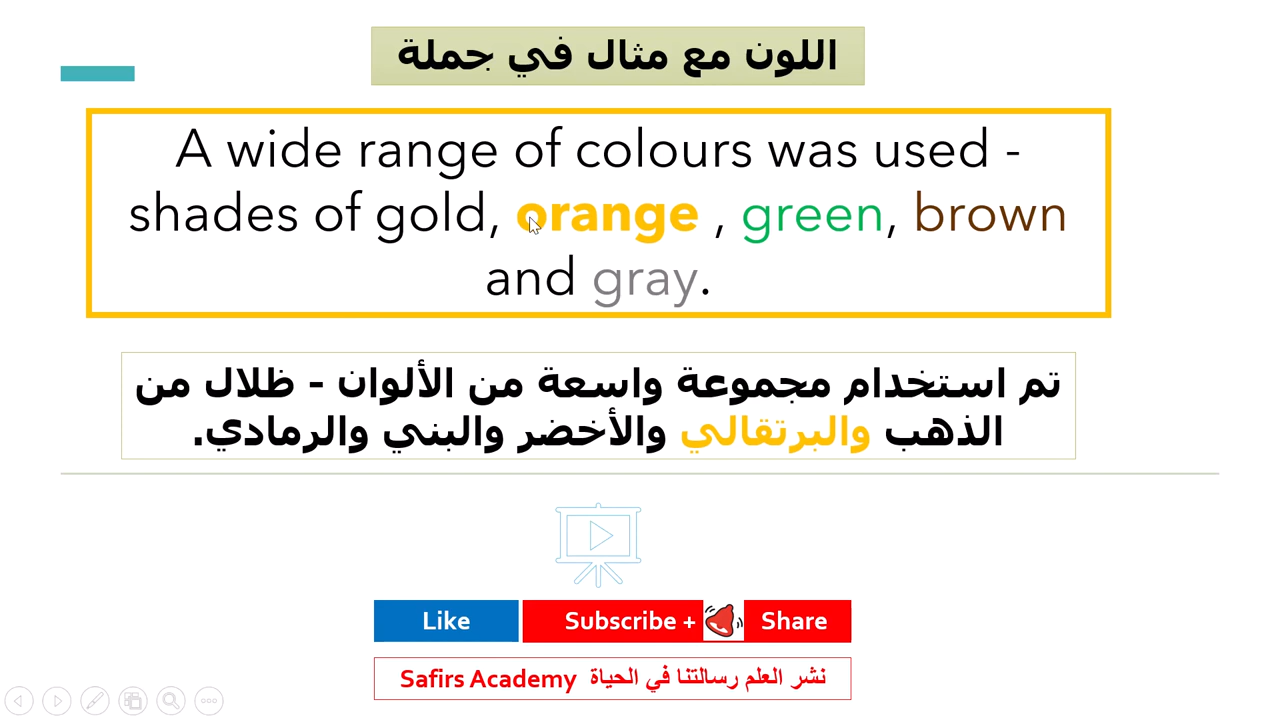 اللون مع مثال في جملة
A wide range of colours was used -
shades of gold, orange , green, brown
and gray.
تم استخدام مجموعة واسعة من الألوان - ظلال من
الذهب والبرتقالي والأخضر والبني والرمادي.
Like
Subscribe +
Share
نشر العلم رسالتنا في الحياة Safirs Academy